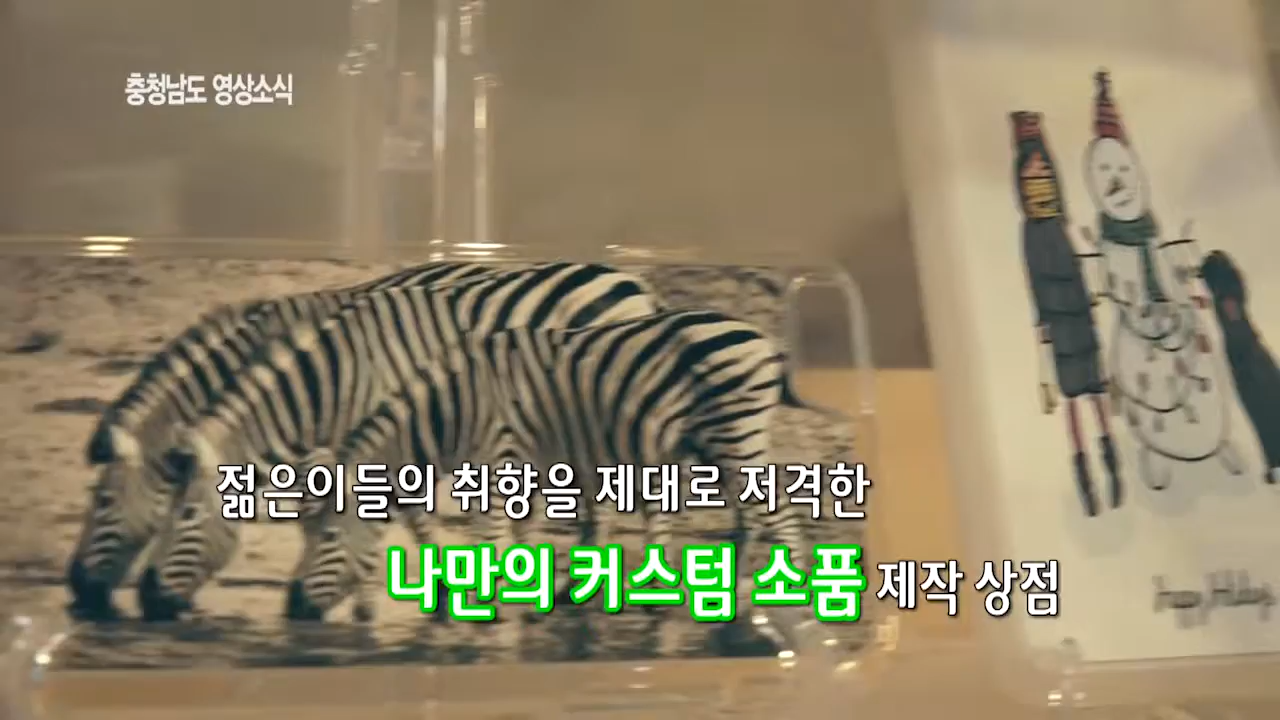 충청남도 영상소식
젊은이들의 취향을 제대로 저격한
나만의 커스텀 소품 제작 상점